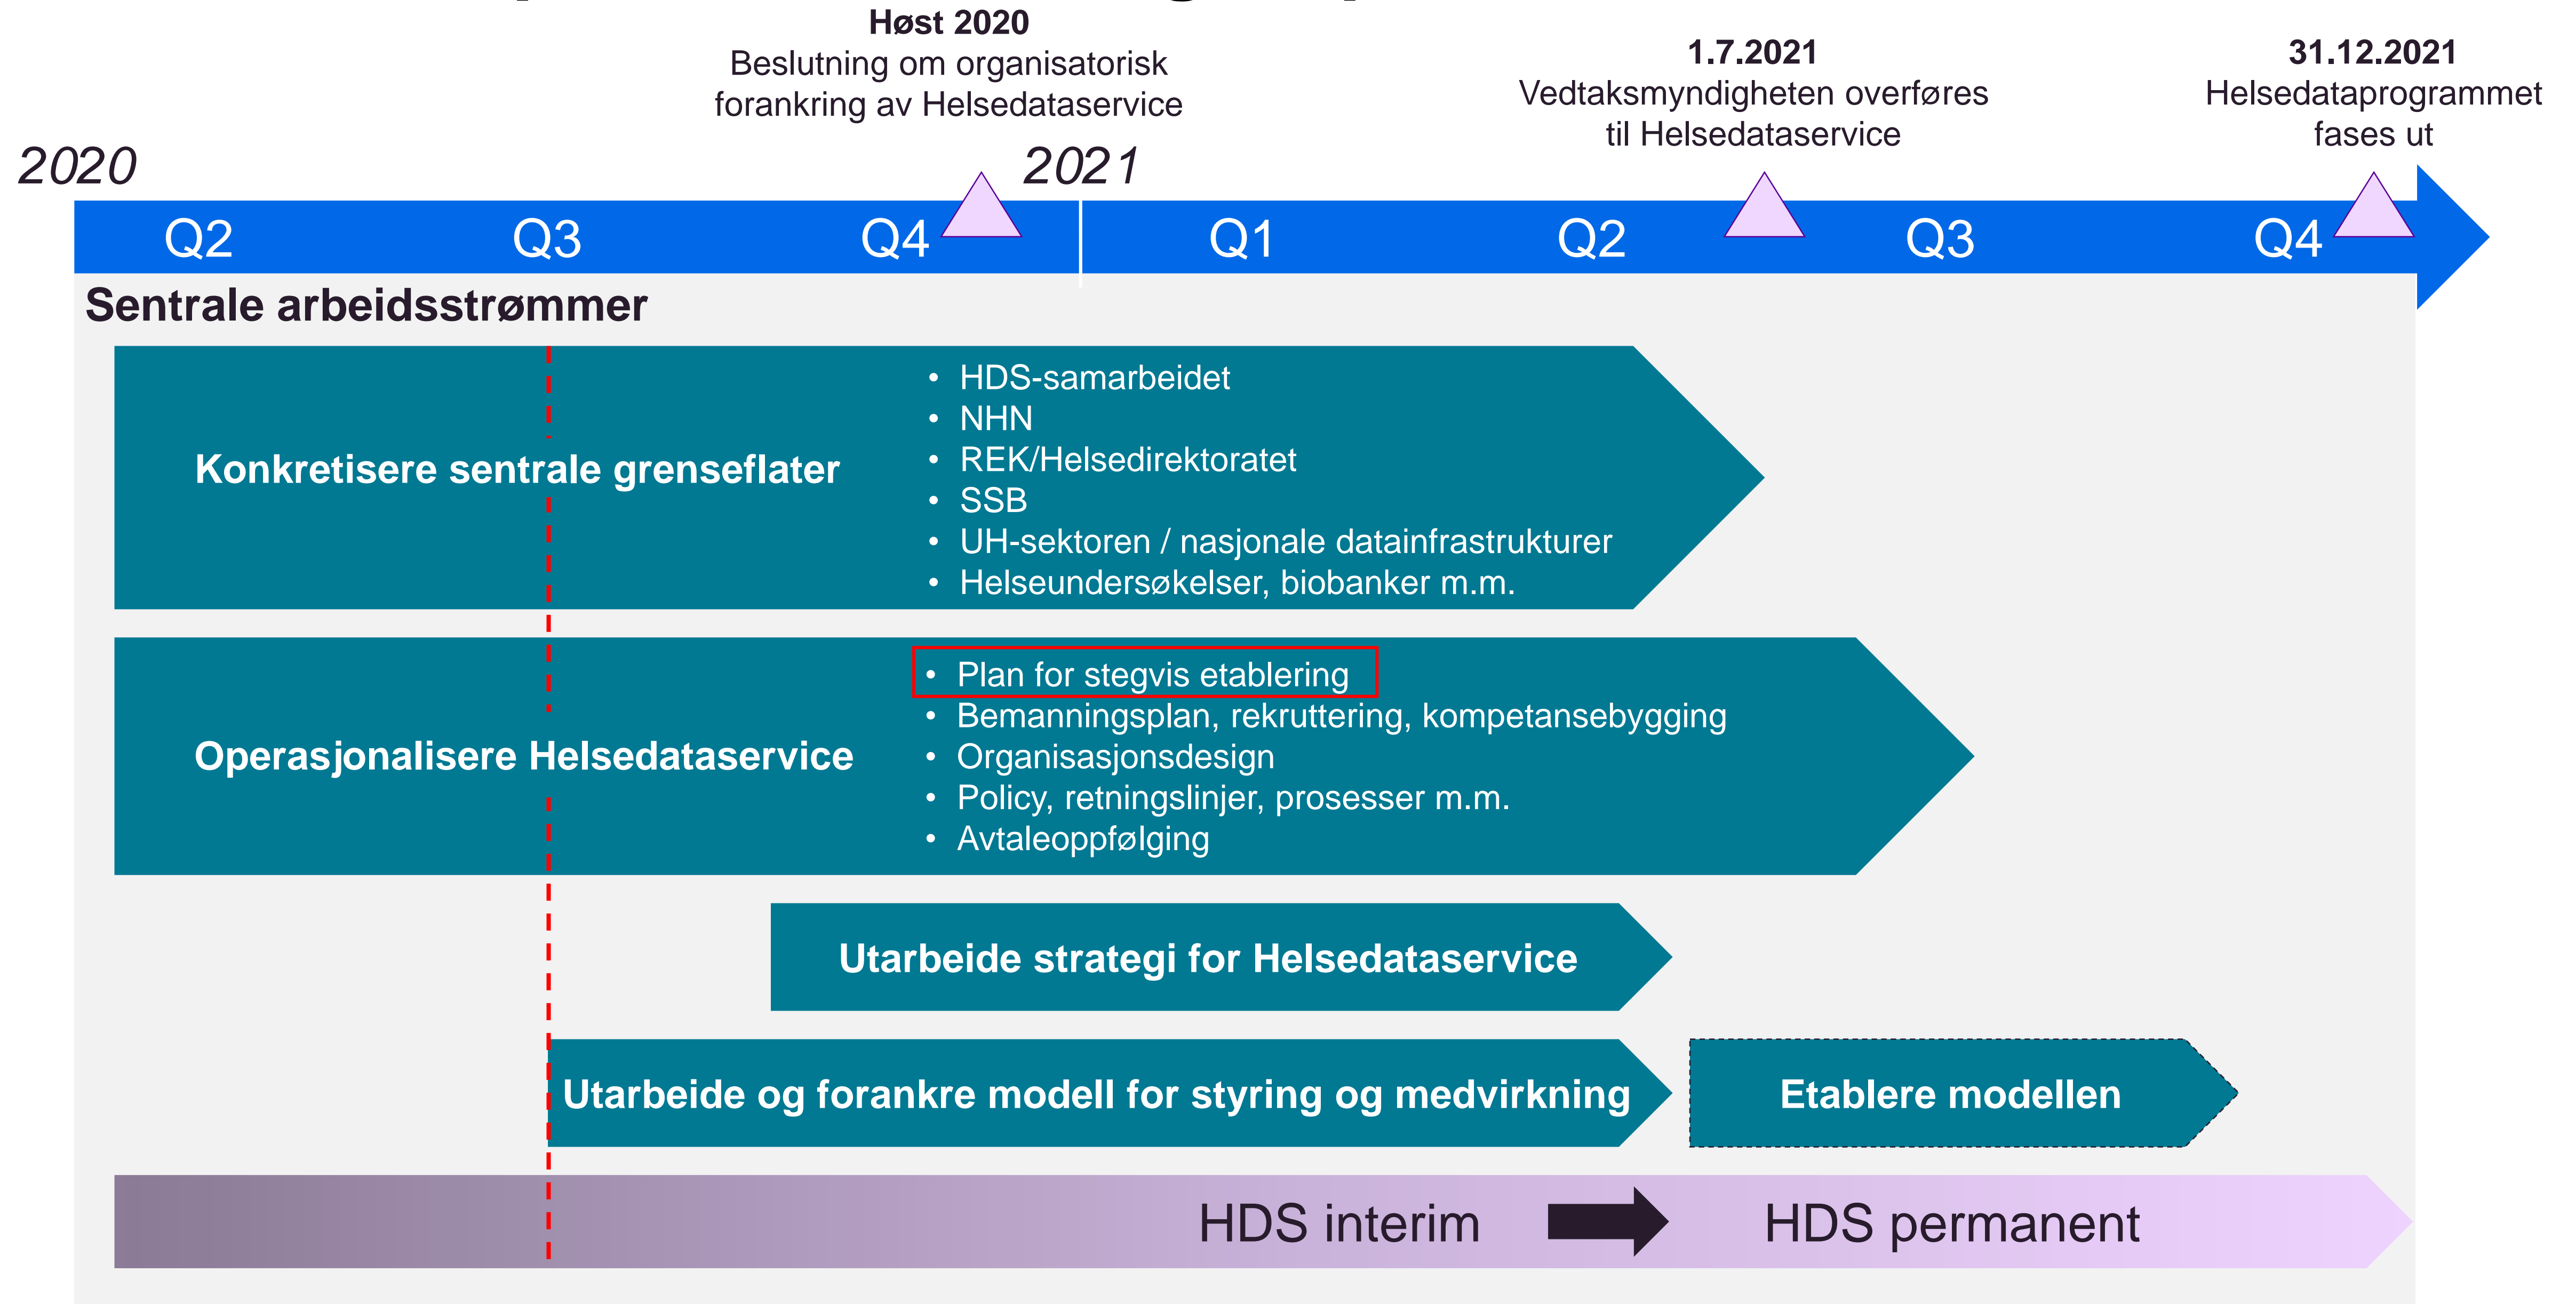 Høst 2020
Beslutning om organisatorisk
forankring av Helsedataservice
1.7.2021
Vedtaksmyndigheten overføres
til Helsedataservice
31.12.2021
Helsedataprogrammet
fases ut
2020
2021
Q2 Q3 Q4 Q1 Q2 Q3 Q4
Sentrale arbeidsstrømmer
Konkretisere sentrale grenseflater
• HDS-samarbeidet
• NHN
• REK/Helsedirektoratet
• SSB
• UH-sektoren / nasjonale datainfrastrukturer
• Helseundersøkelser, biobanker m.m.
Operasjonalisere Helsedataservice
• Plan for stegvis etablering
• Bemanningsplan, rekruttering, kompetansebygging
• Organisasjonsdesign
• Policy, retningslinjer, prosesser m.m.
• Avtaleoppfølging
Utarbeide strategi for Helsedataservice
Utarbeide og forankre modell for styring og medvirkning
Etablere modellen
HDS interim
HDS permanent